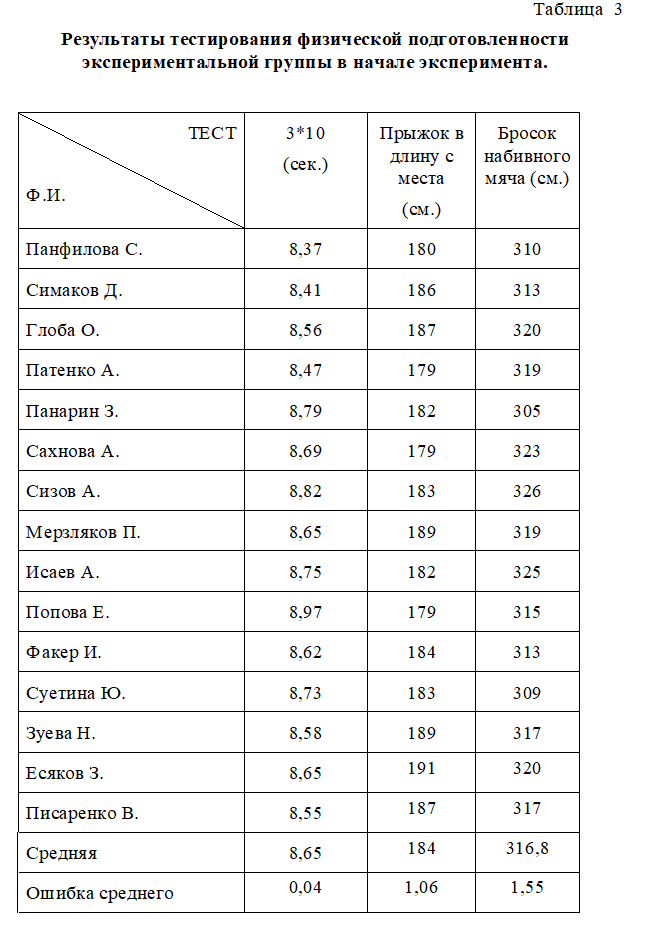 Таблица 3
Результаты тестирования физической подготовленности
экспериментальной группы в начале эксперимента.
ТЕСТ
Ф.И.
3*10
(сек.)
Прыжок в
длину с
места
(см.)
Бросок
набивного
мяча (см.)
Панфилова С. 8,37 180 310
Симаков Д. 8,41 186 313
Глоба О. 8,56 187 320
Патенко А. 8,47 179 319
Панарин З. 8,79 182 305
Сахнова А. 8,69 179 323
Сизов А. 8,82 183 326
Мерзляков П. 8,65 189 319
Исаев А. 8,75 182 325
Попова Е. 8,97 179 315
Факер И. 8,62 184 313
Суетина Ю. 8,73 183 309
Зуева Н. 8,58 189 317
Есяков З. 8,65 191 320
Писаренко В. 8,55 187 317
Средняя 8,65 184 316,8
Ошибка среднего 0,04 1,06 1,55